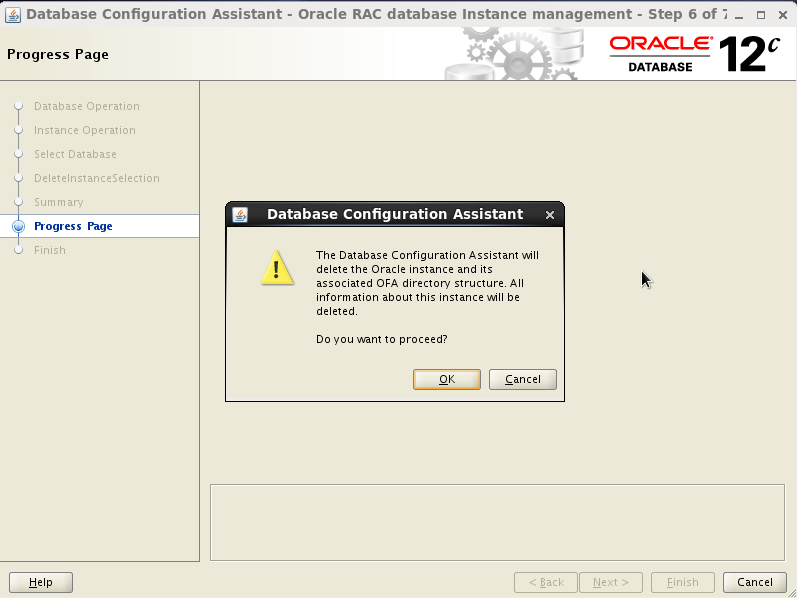 Database Configuration Assistant - Oracle RAC database Instance management - Step 6 of 7
Progress Page
ORACLE®
DATABASE
12c
Database Operation
Instance Operation
Select Database
DeleteInstanceSelection
Summary
Progress Page
Finish
Database Configuration Assistant
The Database Configuration Assistant will
delete the Oracle instance and its
associated OFA directory structure. All
information about this instance will be
deleted.
Do you want to proceed?
OK
Cancel
Help
< Back
Next >
Finish
Cancel